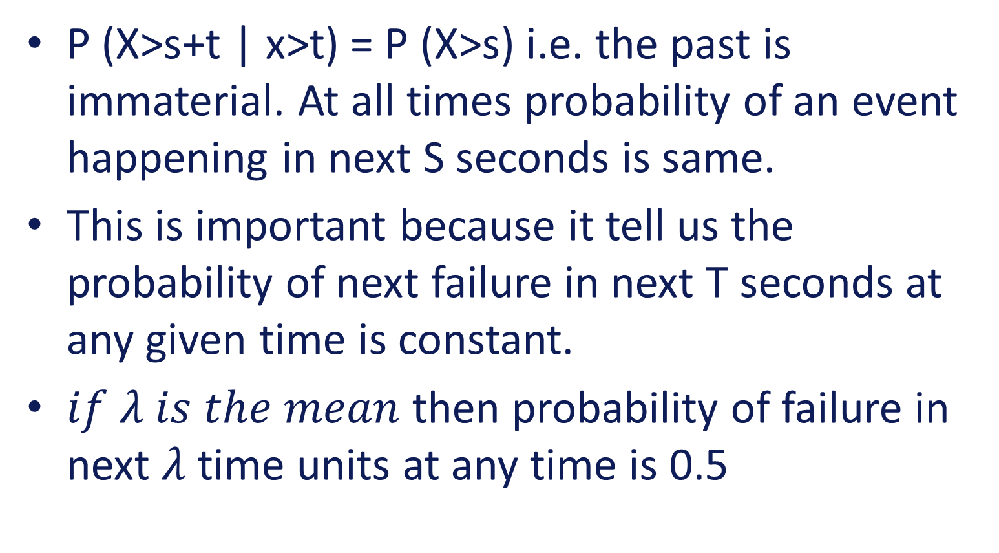 • P (X>s+t | x>t) = P (X>s) i.e. the past is
immaterial. At all times probability of an event
happening in next S seconds is same.
• This is important because it tell us the
probability of next failure in next T seconds at
any given time is constant.
• if λ is the mean then probability of failure in
next λ time units at any time is 0.5